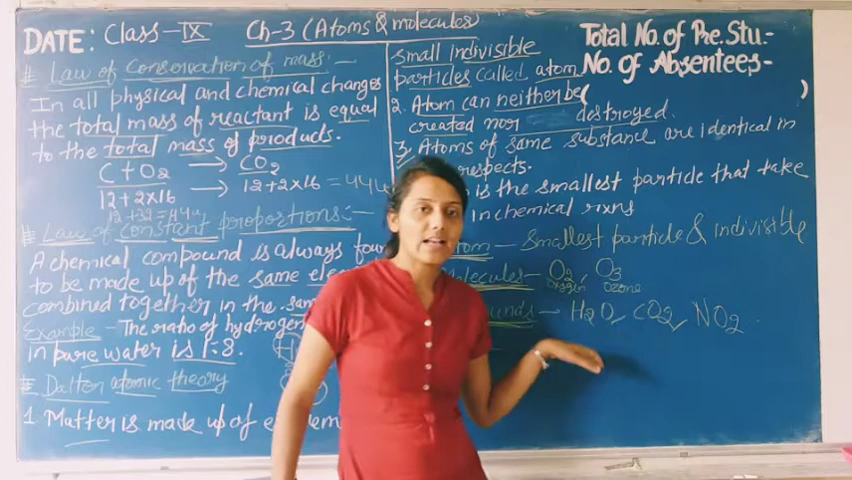 DATE: Class-IX Ch-3 (Atoms & molecules)
Total No. of Pre. Stu.-
No. of Absentees-
( )
# Law of Conservation of mass:-
In all physical and chemical changes
the total mass of reactant is equal
to the total mass of products.
C+O2 → CO2
12+2x16 → 12+2x16 = 44u
12+32=44u
# Law of Constant proportions:-
A chemical compound is always
to be made up of the same
combined together in the
Example - The ratio of hydrogen
in pure water is 1:8.
# Dalton atomic theory
1. Matter is made up of
small indivisible
particles called atom
2. Atom can neither be
created nor destroyed.
3. Atoms of same substance are identical in
respects.
is the smallest particle that take
in chemical rixns
- Smallest particle & indivisible
Molecules - O2, O3
oxygen ozone
- H2O, CO2, NO2